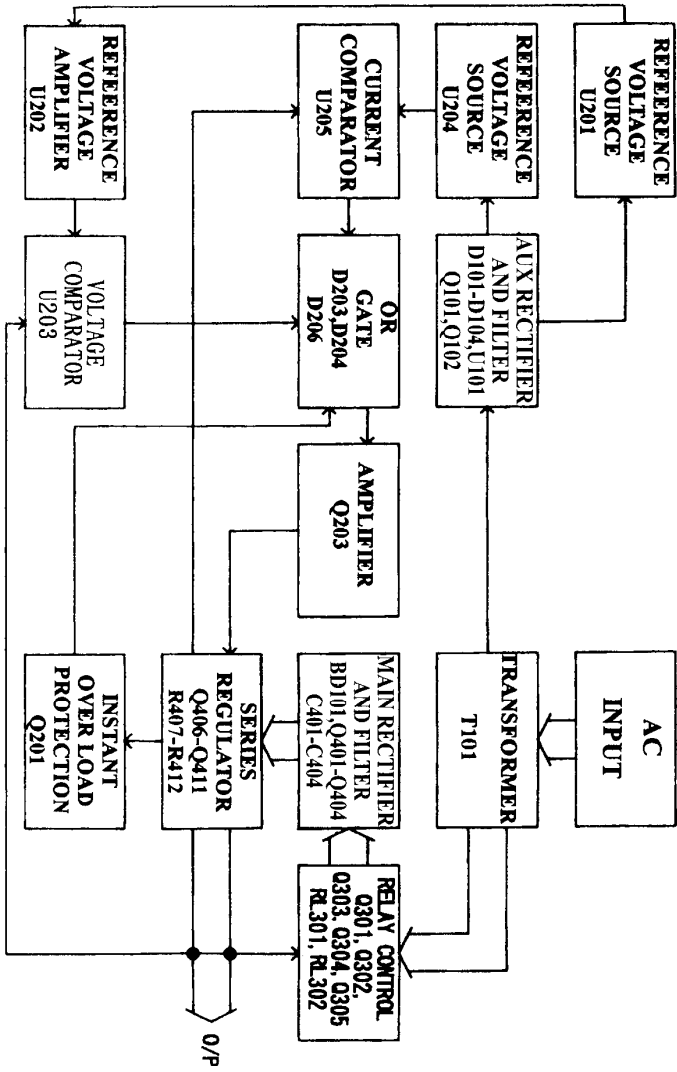 REFEERENCE
VOLTAGE
SOURCE
U201
AC
INPUT
REFEERENCE
VOLTAGE
SOURCE
U204
AUX RECTIFIER
AND FILTER
D101-D104,U101
Q101,Q102
TRANSFORMER
T101
CURRENT
COMPARATOR
U205
OR
GATE
D203,D204
D206
AMPLIFIER
Q203
MAIN RECTIFIER
AND FILTER
BD101,Q401-Q404
C401-C404
RELAY CONTROL
Q301, Q302,
Q303, Q304, Q305
RL301, RL302
SERIES
REGULATOR
Q406-Q411
R407-R412
O/P
REFEERENCE
VOLTAGE
AMPLIFIER
U202
VOLTAGE
COMPARATOR
U203
INSTANT
OVER LOAD
PROTECTION
Q201